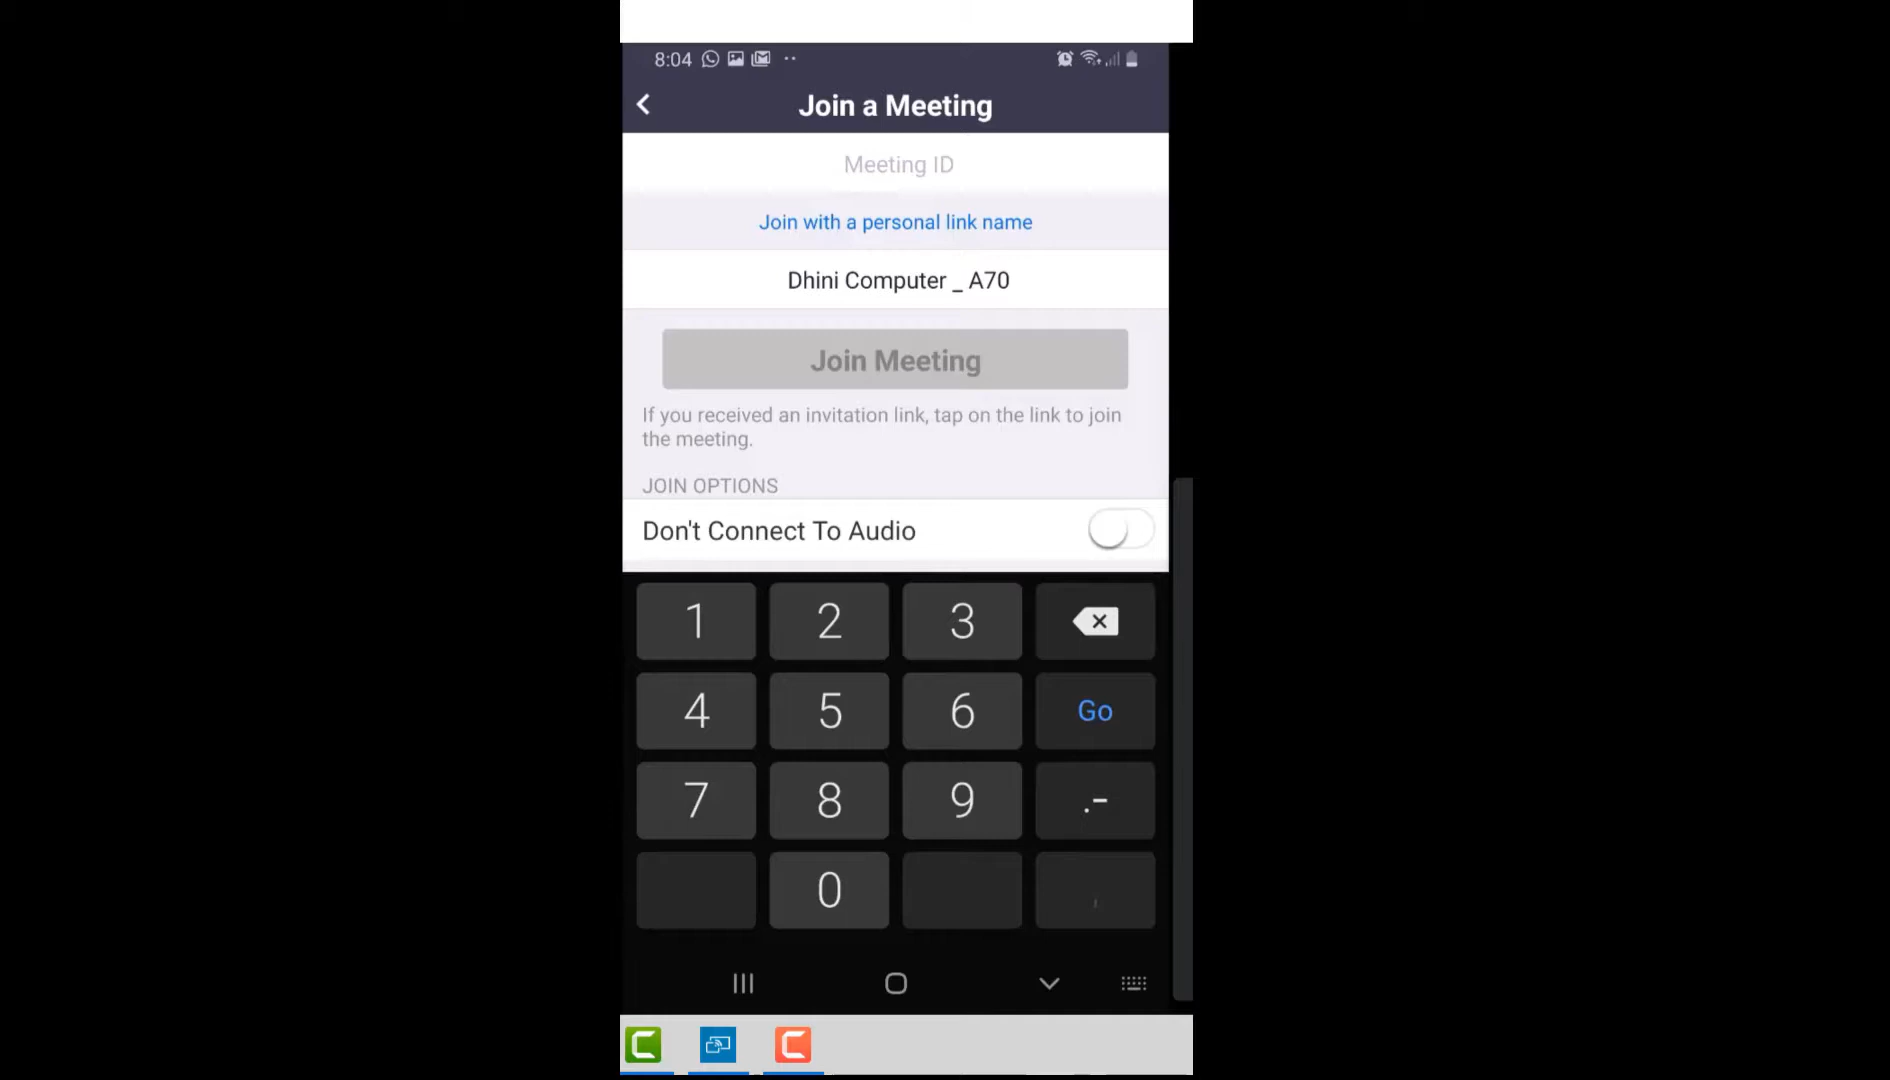 8:04
Join a Meeting
Meeting ID
Join with a personal link name
Dhini Computer _ A70
Join Meeting
If you received an invitation link, tap on the link to join
the meeting.
JOIN OPTIONS
Don't Connect To Audio
1 2 3
4 5 6 Go
7 8 9 .-
0 ,